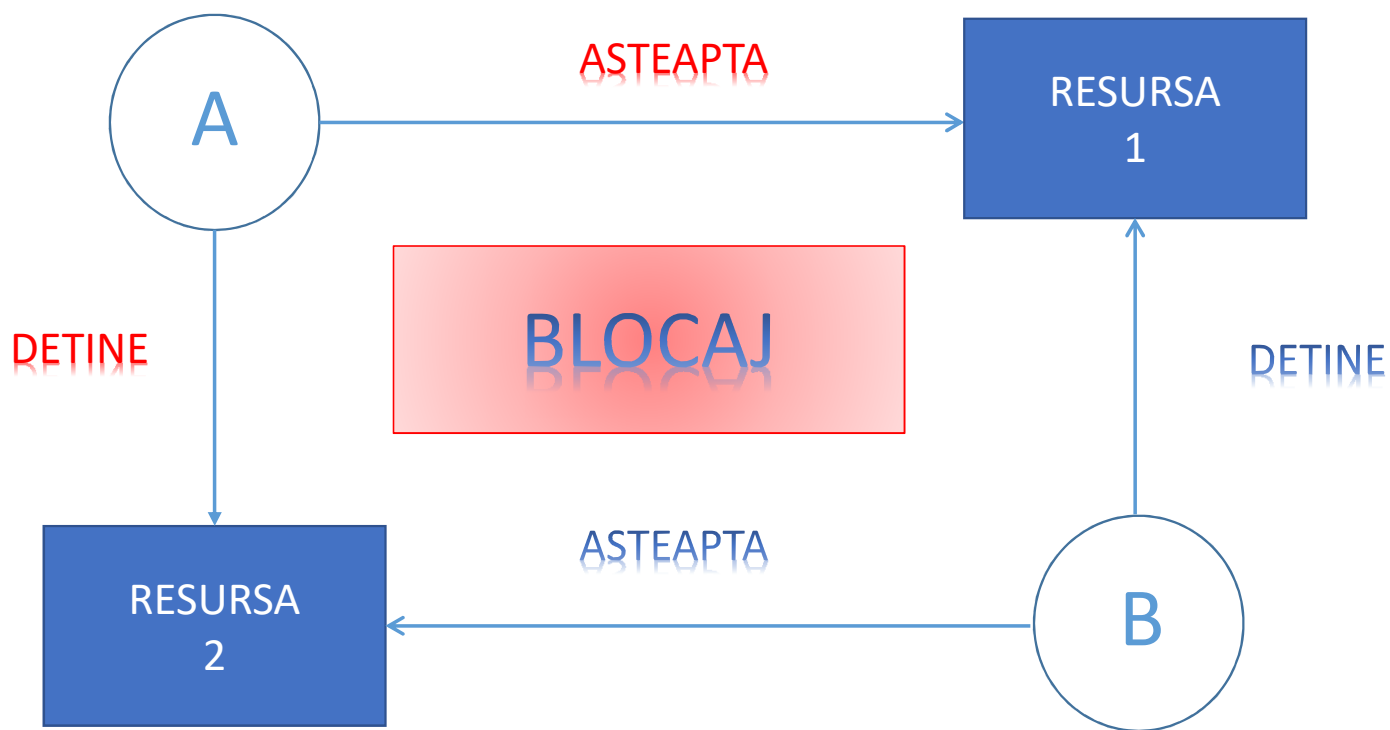 ASTEAPTA
A
RESURSA
1
BLOCAJ
DETINE
DETINE
ASTEAPTA
RESURSA
2
B